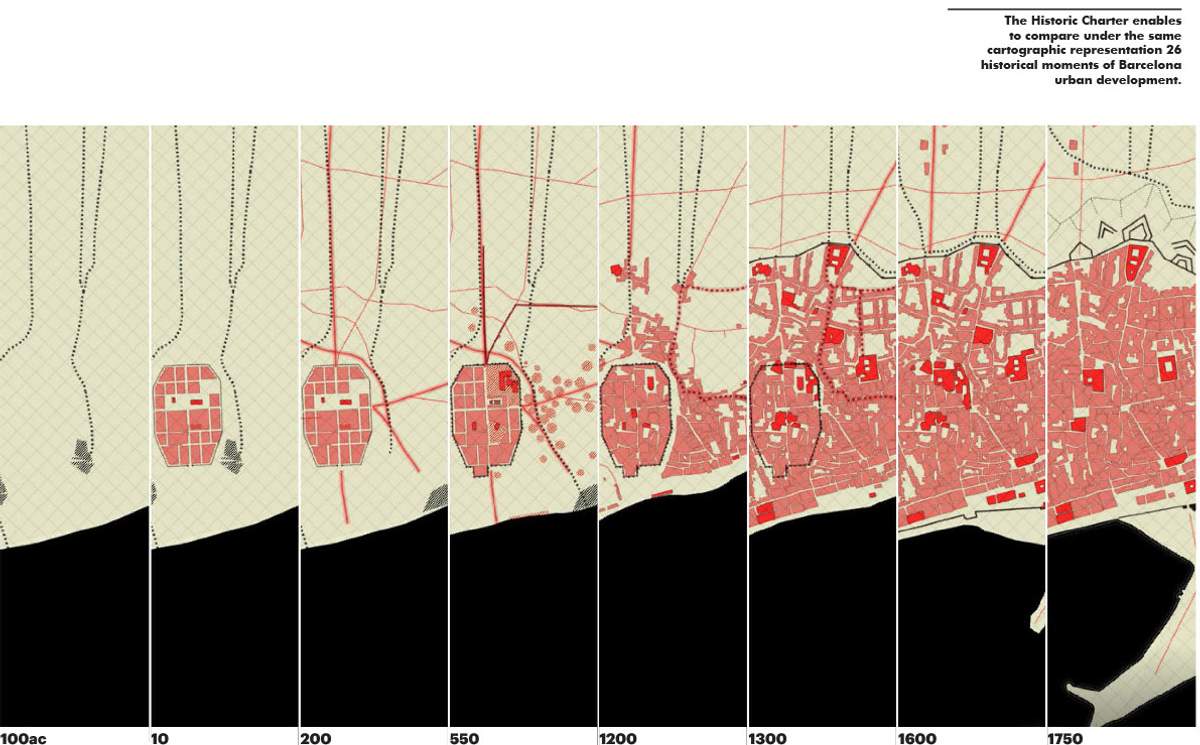 The Historic Charter enables
to compare under the same
cartographic representation 26
historical moments of Barcelona
urban development.
100ac
10
200
550
1200
1300
1600
1750